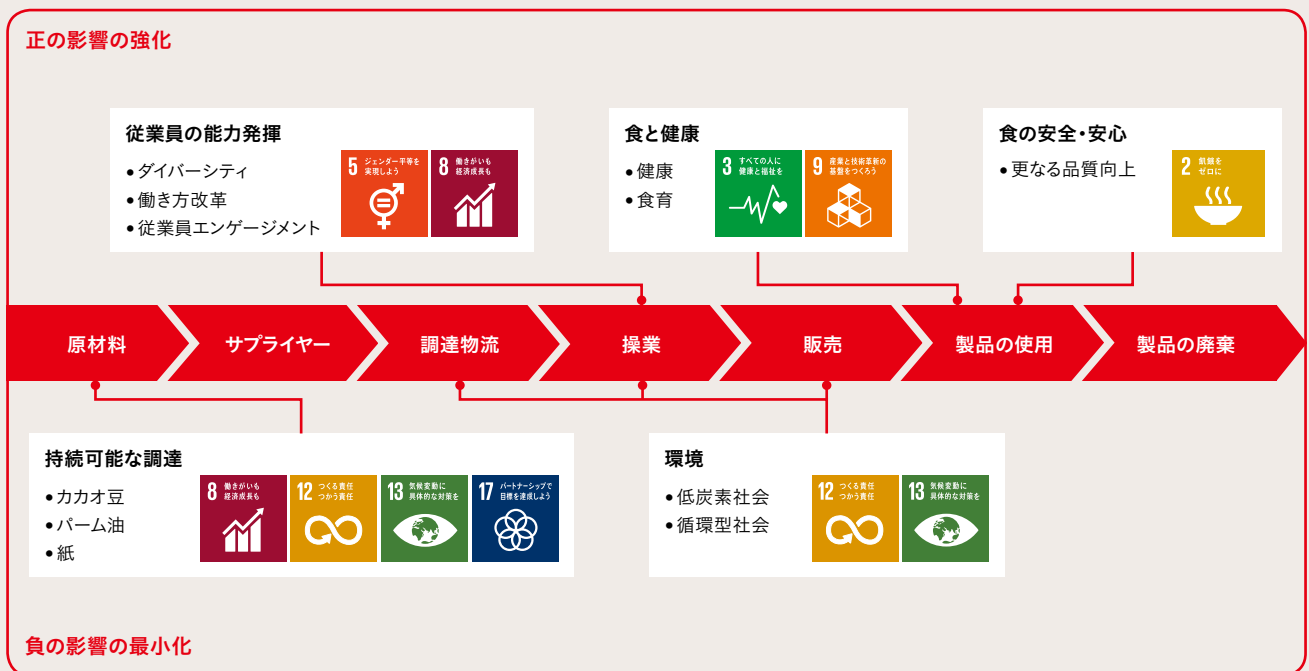 正の影響の強化
従業員の能力発揮
•ダイバーシティ
•働き方改革
•従業員エンゲージメント
5 ジェンダー平等を
実現しよう
8 働きがいも
経済成長も
食と健康
•健康
•食育
3 すべての人に
健康と福祉を
9 産業と技術革新の
基盤をつくろう
食の安全・安心
•更なる品質向上
2 飢餓を
ゼロに
原材料
サプライヤー
調達物流
操業
販売
製品の使用
製品の廃棄
持続可能な調達
•カカオ豆
•パーム油
•紙
8 働きがいも
経済成長も
12 つくる責任
つかう責任
13 気候変動に
具体的な対策を
17 パートナーシップで
目標を達成しよう
環境
•低炭素社会
•循環型社会
12 つくる責任
つかう責任
13 気候変動に
具体的な対策を
負の影響の最小化